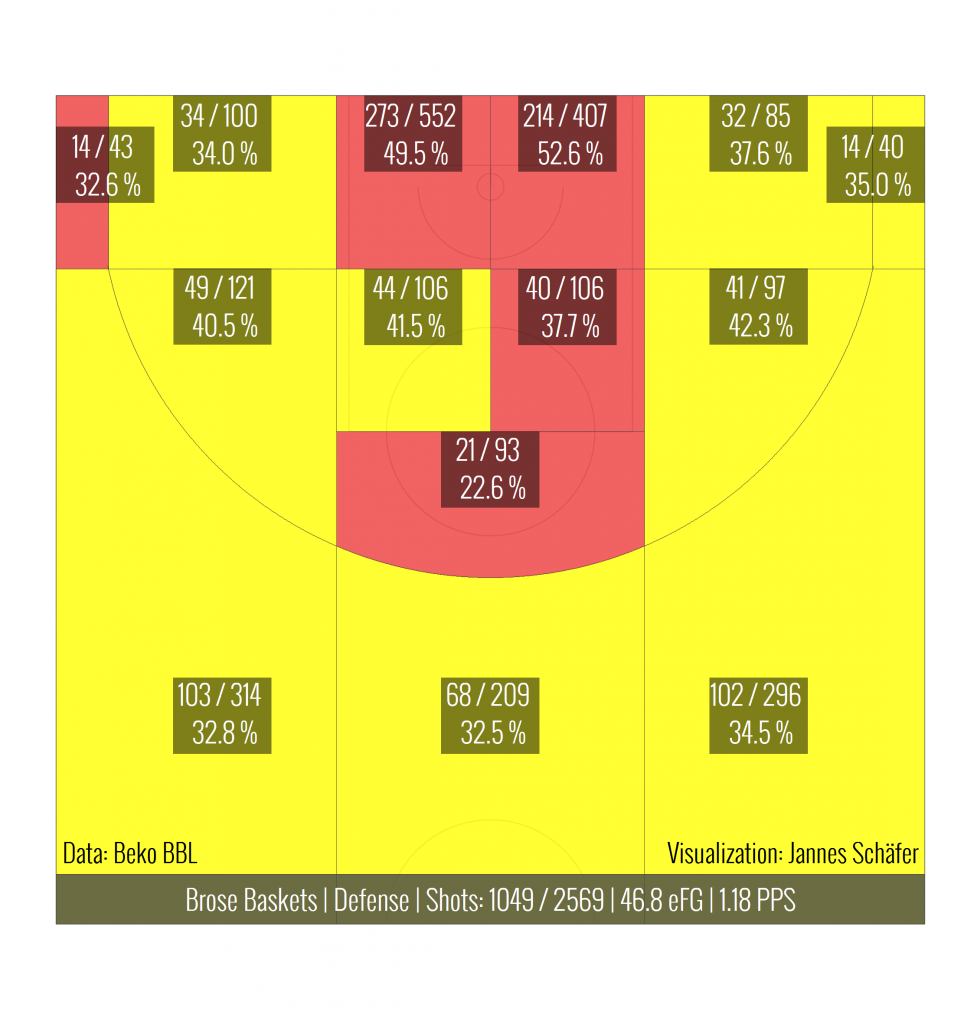 34 / 100
34.0 %
273 / 552
49.5 %
214 / 407
52.6 %
32 / 85
37.6 %
14 / 43
32.6 %
14 / 40
35.0 %
49 / 121
40.5 %
44 / 106
41.5 %
40 / 106
37.7 %
41 / 97
42.3 %
21 / 93
22.6 %
103 / 314
32.8 %
68 / 209
32.5 %
102 / 296
34.5 %
Data: Beko BBL
Visualization: Jannes Schäfer
Brose Baskets | Defense | Shots: 1049 / 2569 | 46.8 eFG | 1.18 PPS